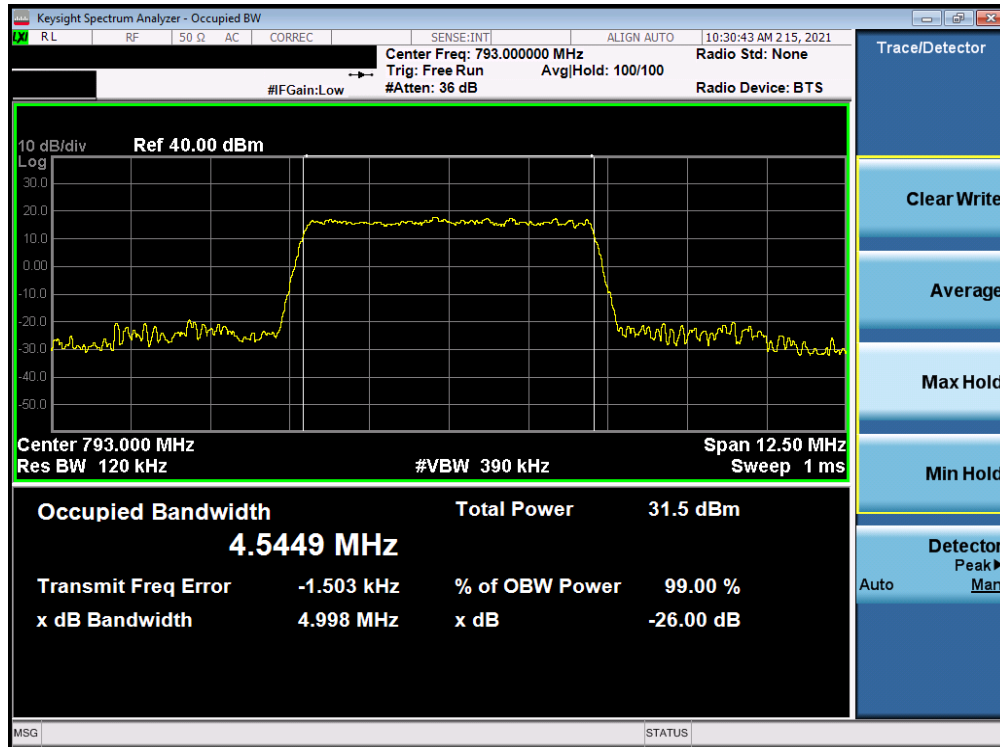 Keysight Spectrum Analyzer - Occupied BW
LXI RL RF 50 Ω AC CORREC SENSE:INT ALIGN AUTO 10:30:43 AM 2 15, 2021
Center Freq: 793.000000 MHz Radio Std: None
Trig: Free Run Avg|Hold: 100/100
#IFGain:Low #Atten: 36 dB Radio Device: BTS
10 dB/div Ref 40.00 dBm
Log
30.0
20.0
10.0
0.00
-10.0
-20.0
-30.0
-40.0
-50.0
Center 793.000 MHz Span 12.50 MHz
Res BW 120 kHz #VBW 390 kHz Sweep 1 ms
Occupied Bandwidth Total Power 31.5 dBm
4.5449 MHz
Transmit Freq Error -1.503 kHz % of OBW Power 99.00 %
x dB Bandwidth 4.998 MHz x dB -26.00 dB
Trace/Detector
Clear Write
Average
Max Hold
Min Hold
Detector
Peak▶
Auto Man
MSG STATUS